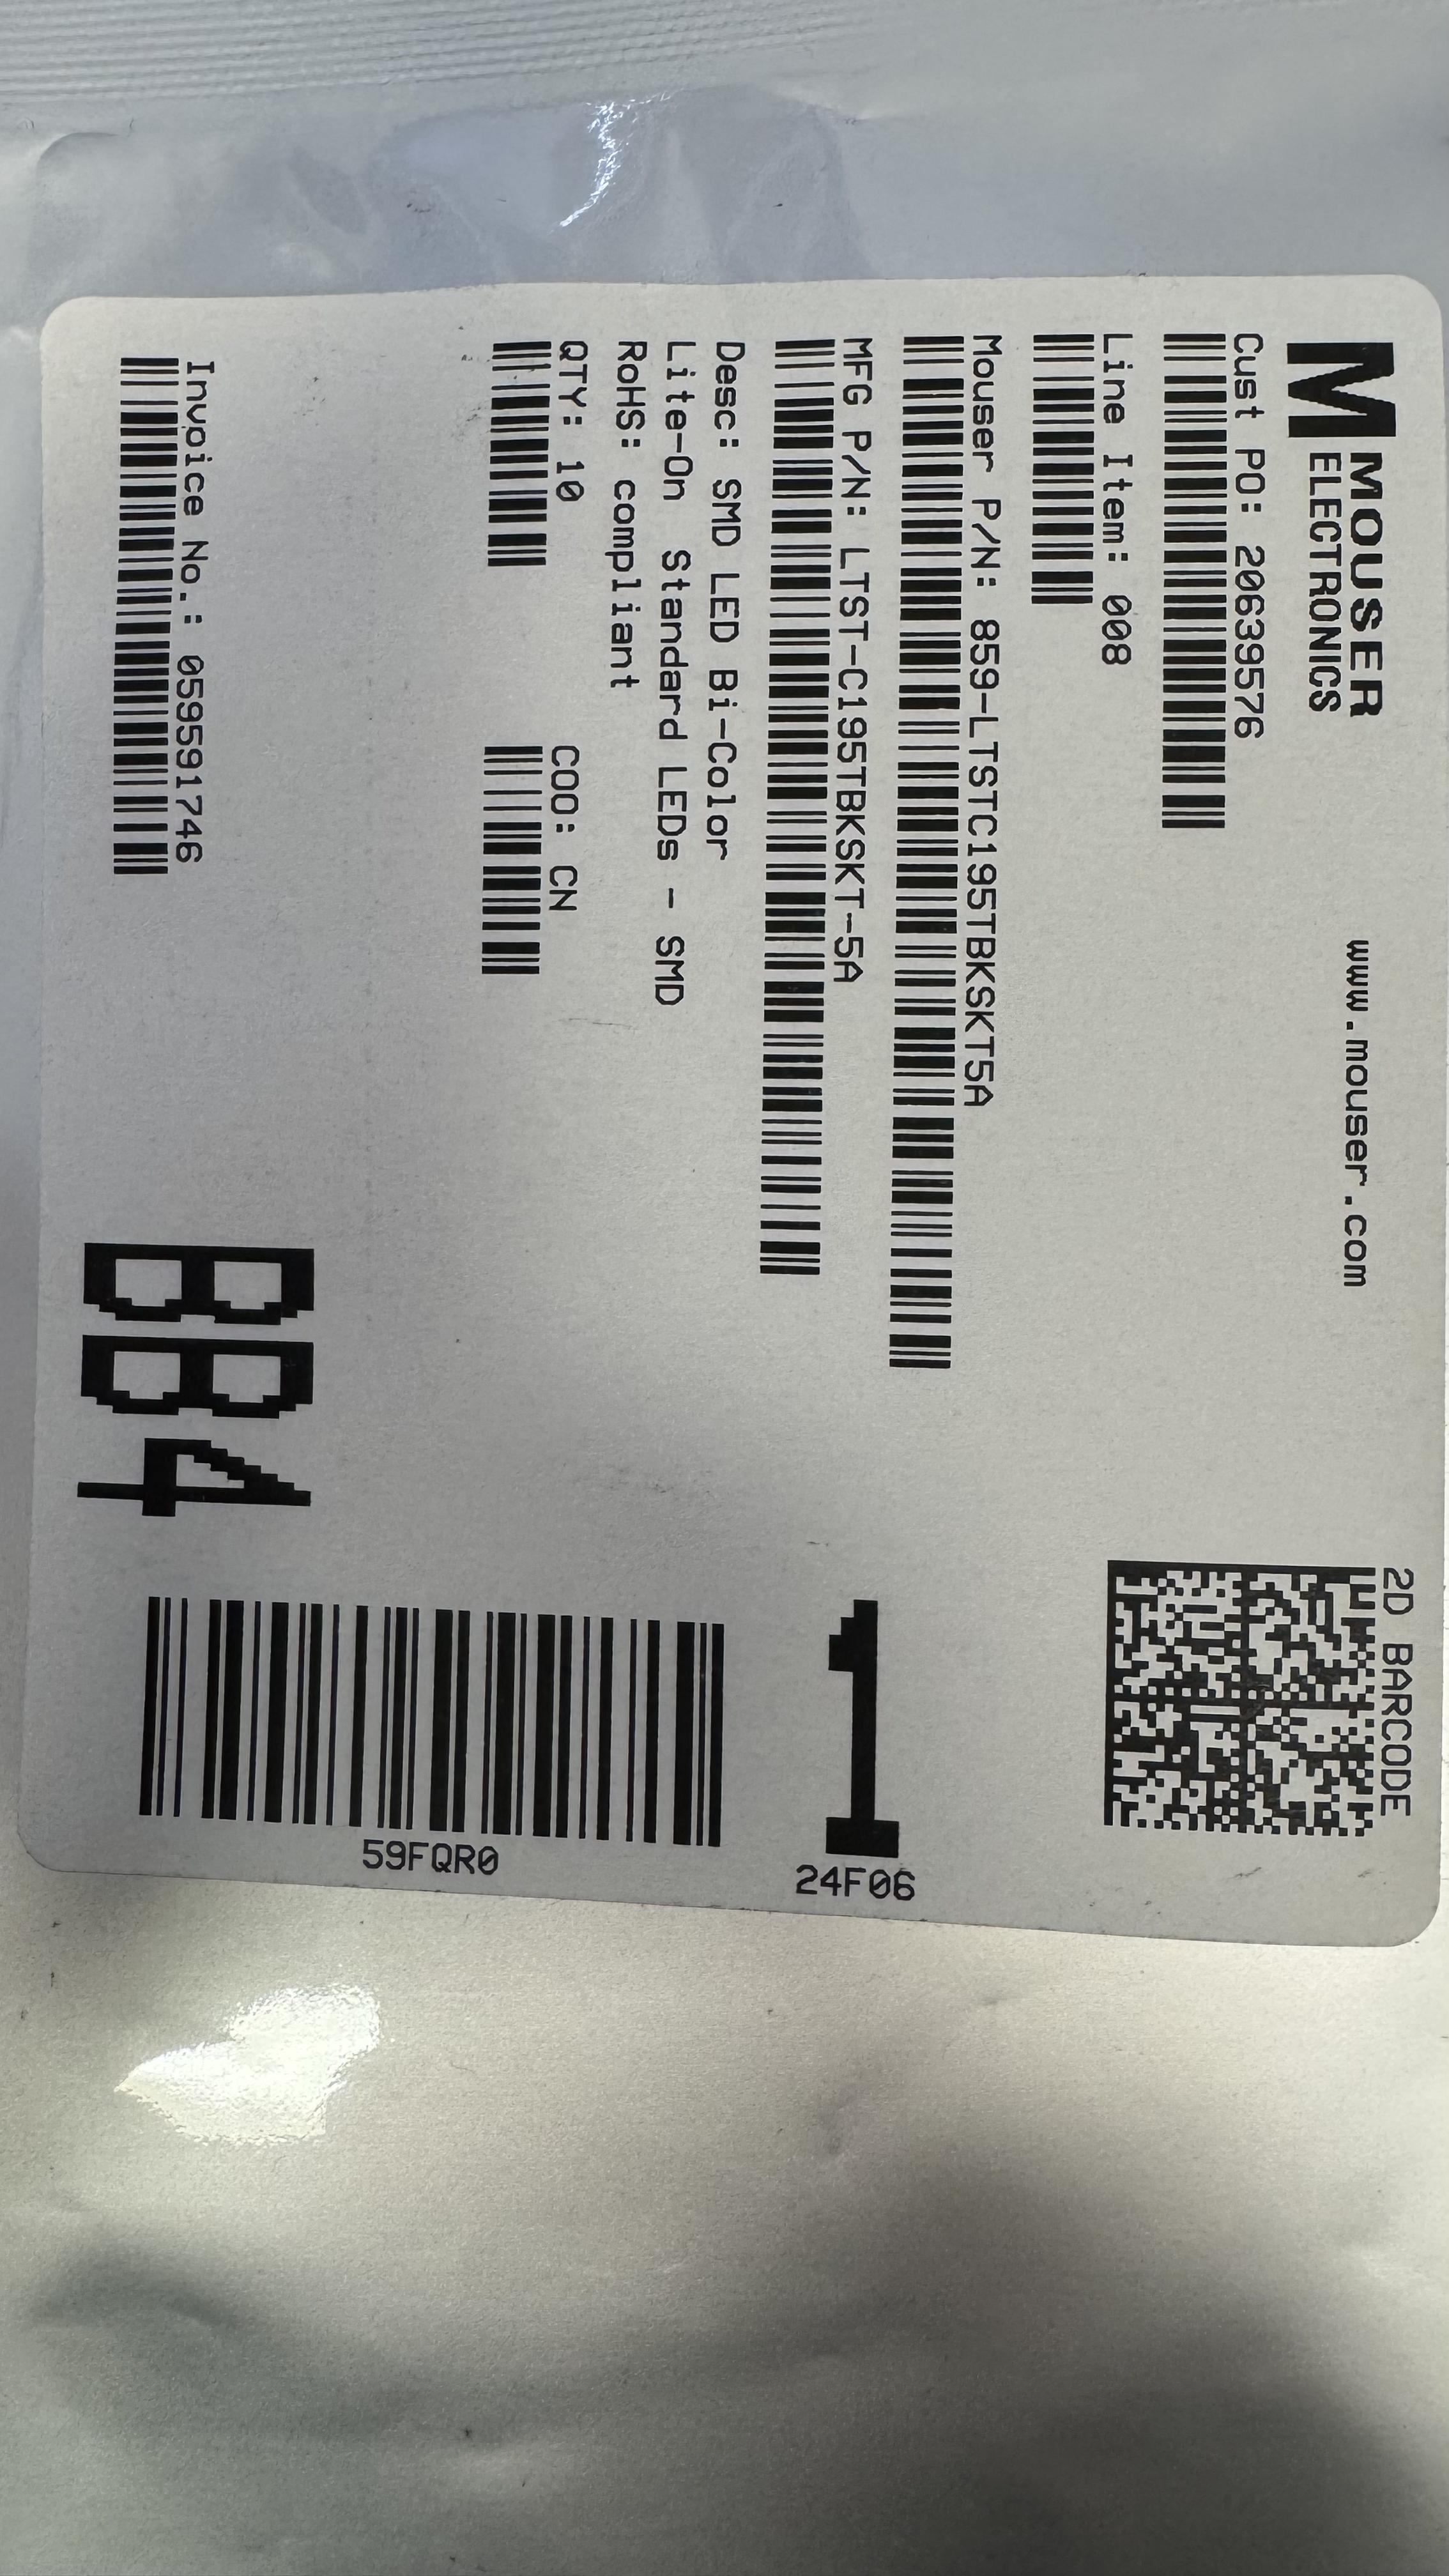 MOUSER
ELECTRONICS
www.mouser.com
2D BARCODE
Cust PO: 20639576
Line Item: 008
Mouser P/N: 859-LTSTC195TBKSKT5A
MFG P/N: LTST-C195TBKSKT-5A
Desc: SMD LED Bi-Color
Lite-On Standard LEDs - SMD
RoHS: compliant
QTY: 10
COO: CN
Invoice No.: 059591746
BB4
1
24F06
59FQR0